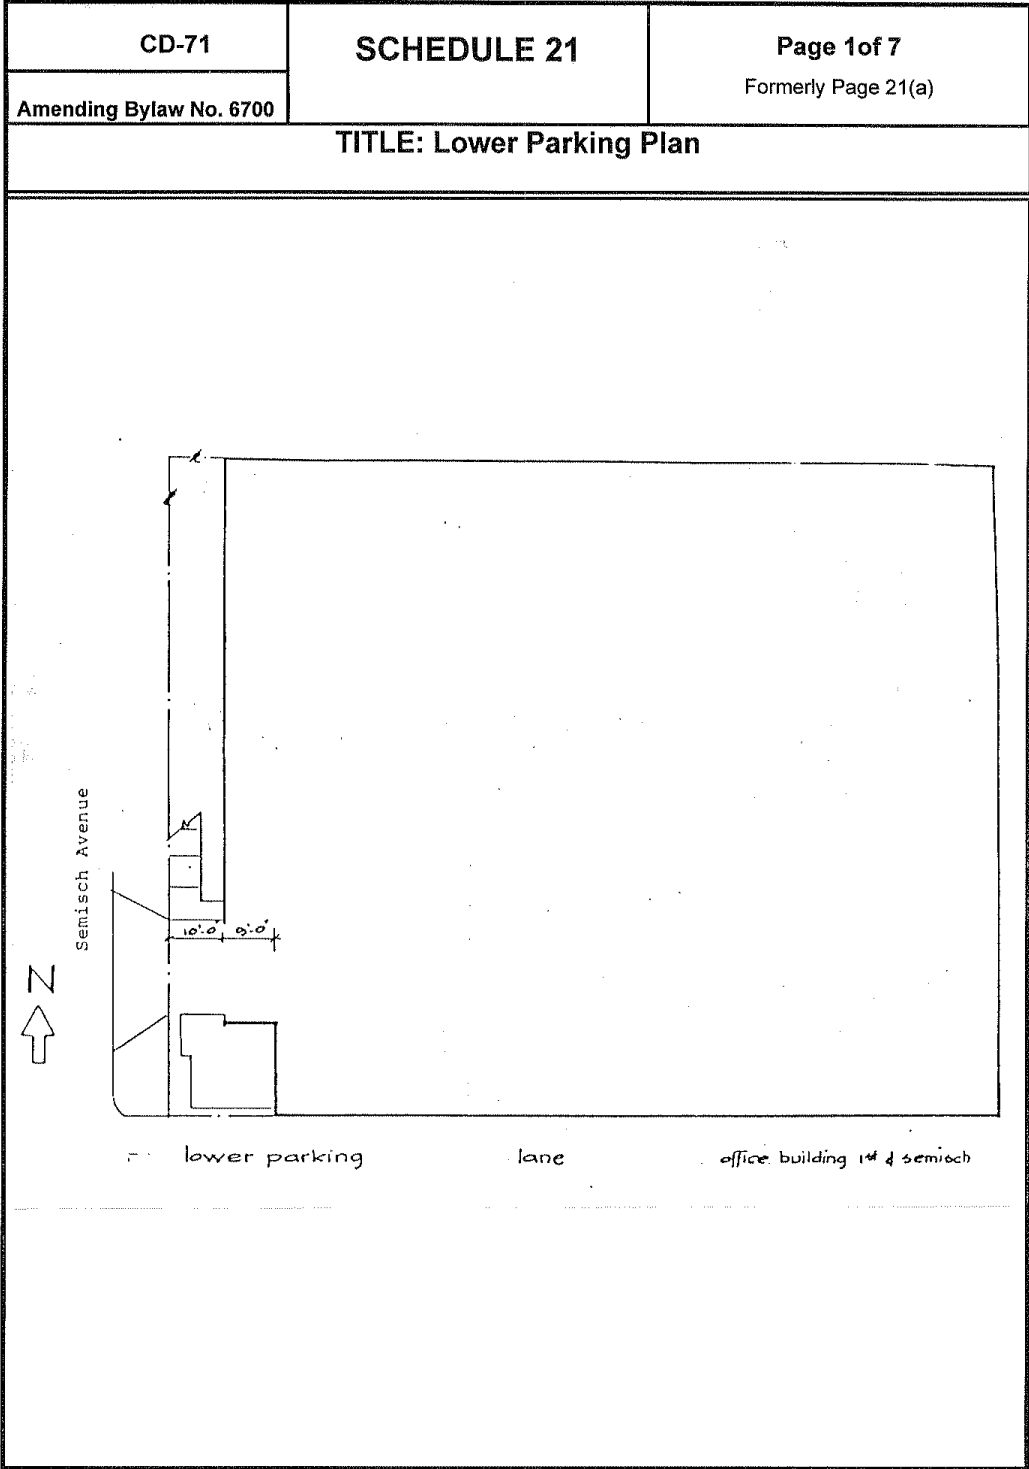 CD-71
SCHEDULE 21
Page 1of 7
Formerly Page 21(a)
Amending Bylaw No. 6700
TITLE: Lower Parking Plan
Semisch Avenue
10'-0"
9'-0"
N
lower parking
lane
office building 1st & semisch